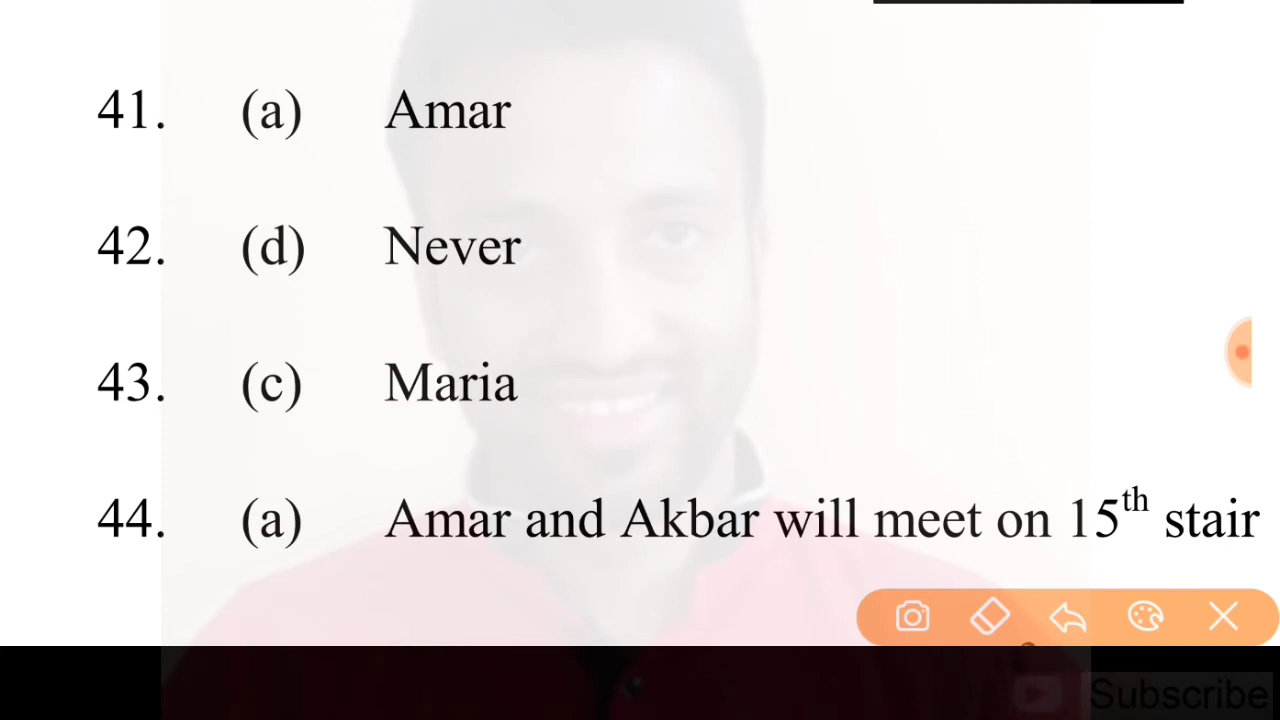 41. (a) Amar
42. (d) Never
43. (c) Maria
44. (a) Amar and Akbar will meet on 15th stair
Subscribe